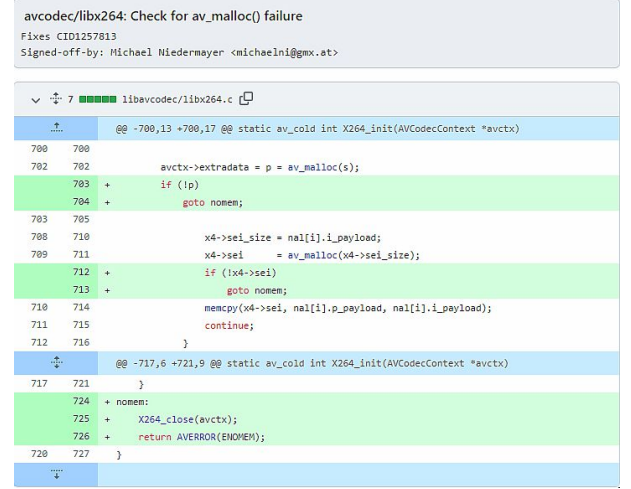 avcodec/libx264: Check for av_malloc() failure
Fixes CID1257813
Signed-off-by: Michael Niedermayer <michaelni@gmx.at>
7 libavcodec/libx264.c
@@ -700,13 +700,17 @@ static av_cold int X264_init(AVCodecContext *avctx)
700 700
702 702 avctx->extradata = p = av_malloc(s);
703 + if (!p)
704 + goto nomem;
703 705
708 710 x4->sei_size = nal[i].i_payload;
709 711 x4->sei = av_malloc(x4->sei_size);
712 + if (!x4->sei)
713 + goto nomem;
710 714 memcpy(x4->sei, nal[i].p_payload, nal[i].i_payload);
711 715 continue;
712 716 }
@@ -717,6 +721,9 @@ static av_cold int X264_init(AVCodecContext *avctx)
717 721 }
724 + nomem:
725 + X264_close(avctx);
726 + return AVERROR(ENOMEM);
720 727 }